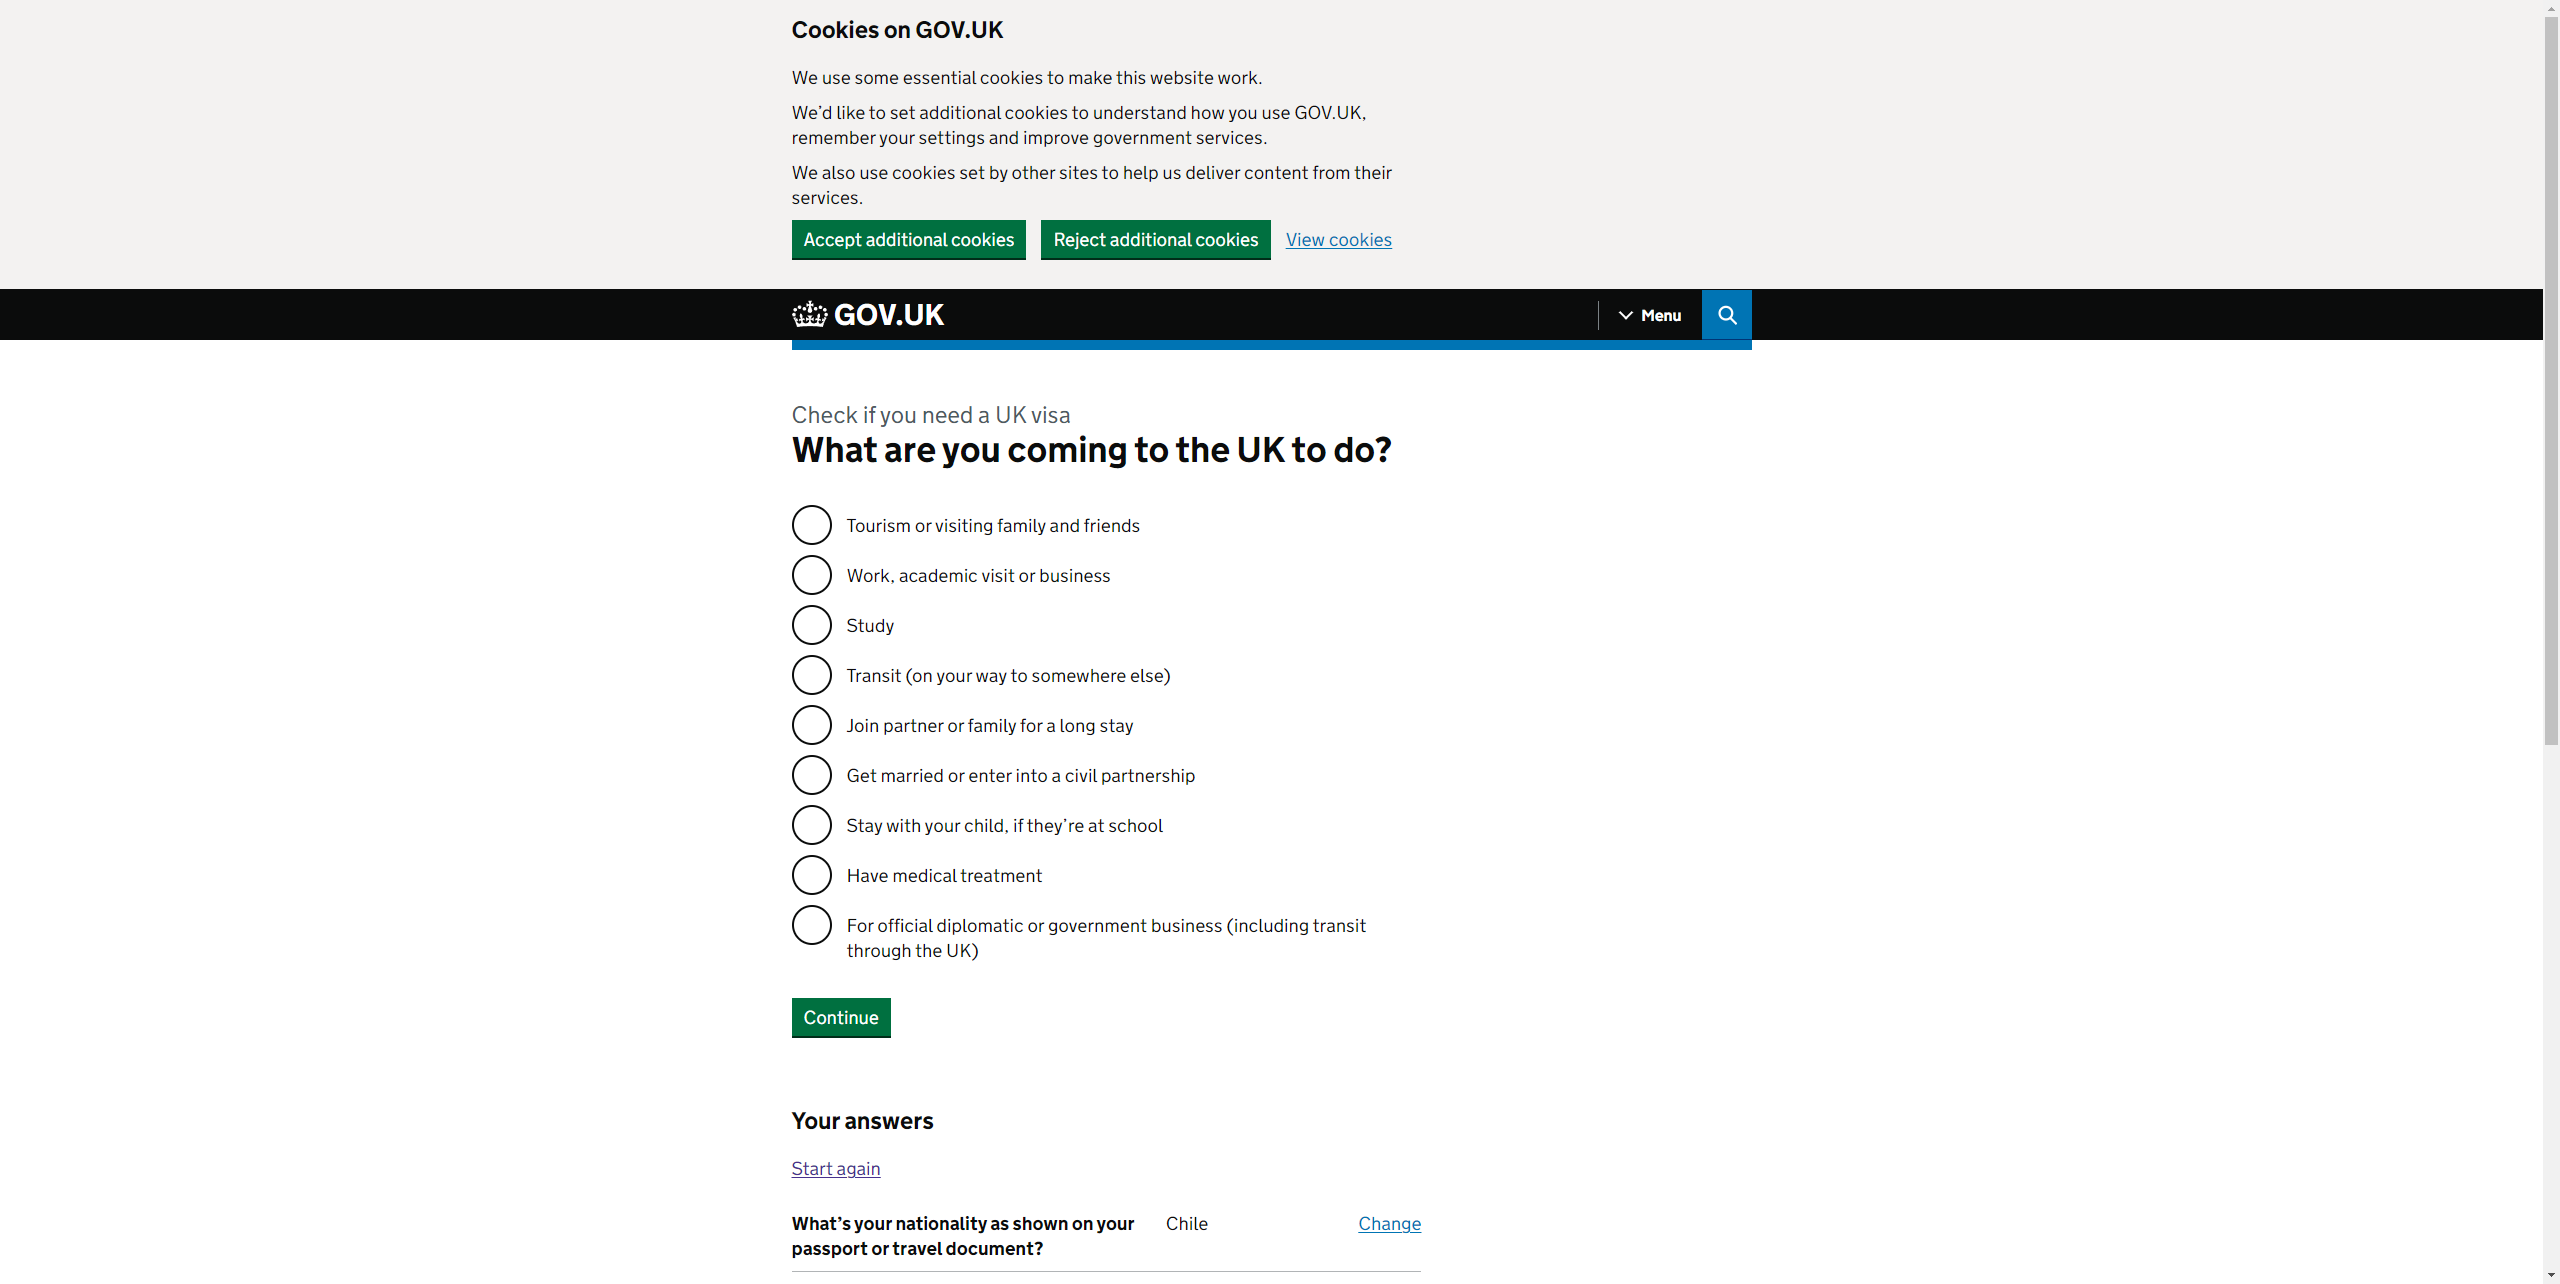 Cookies on GOV.UK
We use some essential cookies to make this website work.
We’d like to set additional cookies to understand how you use GOV.UK,
remember your settings and improve government services.
We also use cookies set by other sites to help us deliver content from their
services.
Accept additional cookies
Reject additional cookies
View cookies
GOV.UK
Menu
Check if you need a UK visa
What are you coming to the UK to do?
Tourism or visiting family and friends
Work, academic visit or business
Study
Transit (on your way to somewhere else)
Join partner or family for a long stay
Get married or enter into a civil partnership
Stay with your child, if they’re at school
Have medical treatment
For official diplomatic or government business (including transit
through the UK)
Continue
Your answers
Start again
What’s your nationality as shown on your
passport or travel document?
Chile
Change